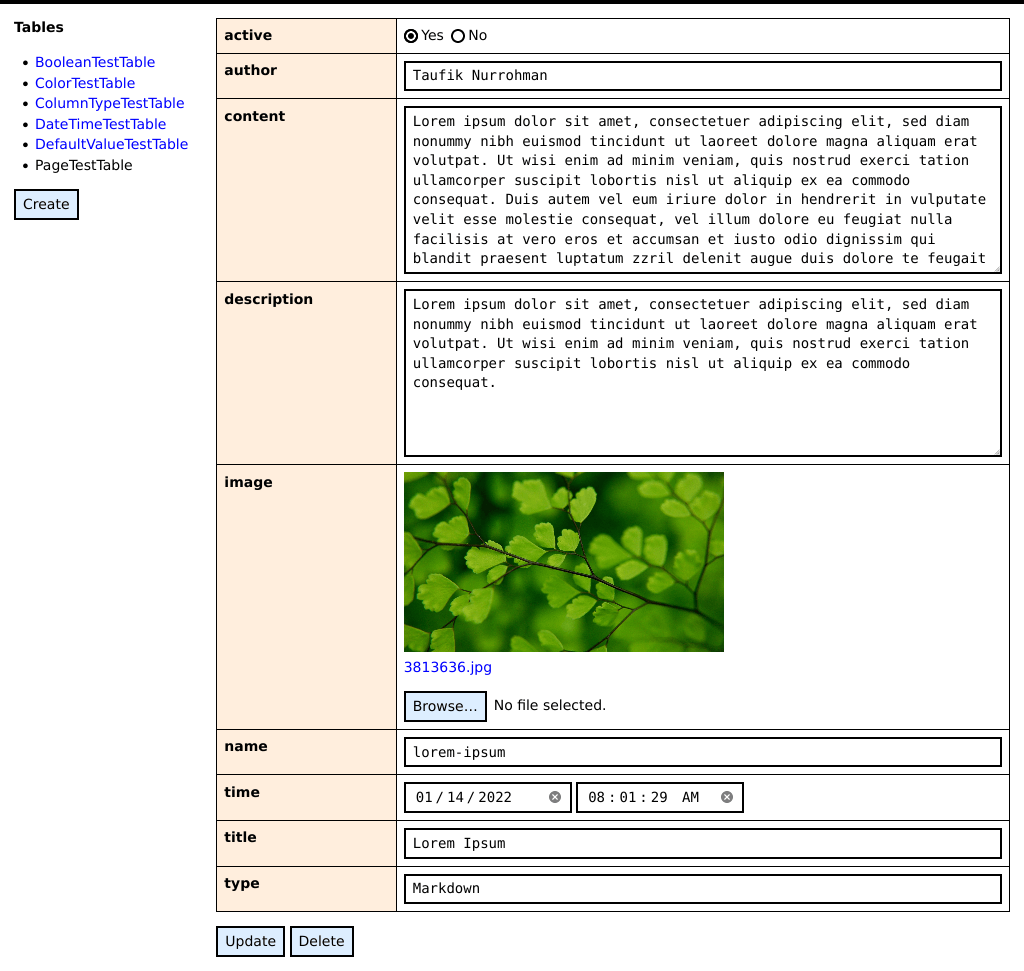 Tables
BooleanTestTable
ColorTestTable
ColumnTypeTestTable
DateTimeTestTable
DefaultValueTestTable
PageTestTable
Create
active
Yes No
author
Taufik Nurrohman
content
Lorem ipsum dolor sit amet, consectetuer adipiscing elit, sed diam
nonummy nibh euismod tincidunt ut laoreet dolore magna aliquam erat
volutpat. Ut wisi enim ad minim veniam, quis nostrud exerci tation
ullamcorper suscipit lobortis nisl ut aliquip ex ea commodo
consequat. Duis autem vel eum iriure dolor in hendrerit in vulputate
velit esse molestie consequat, vel illum dolore eu feugiat nulla
facilisis at vero eros et accumsan et iusto odio dignissim qui
blandit praesent luptatum zzril delenit augue duis dolore te feugait
description
Lorem ipsum dolor sit amet, consectetuer adipiscing elit, sed diam
nonummy nibh euismod tincidunt ut laoreet dolore magna aliquam erat
volutpat. Ut wisi enim ad minim veniam, quis nostrud exerci tation
ullamcorper suscipit lobortis nisl ut aliquip ex ea commodo
consequat.
image
3813636.jpg
Browse... No file selected.
name
lorem-ipsum
time
01/14/2022 08:01:29 AM
title
Lorem Ipsum
type
Markdown
Update Delete